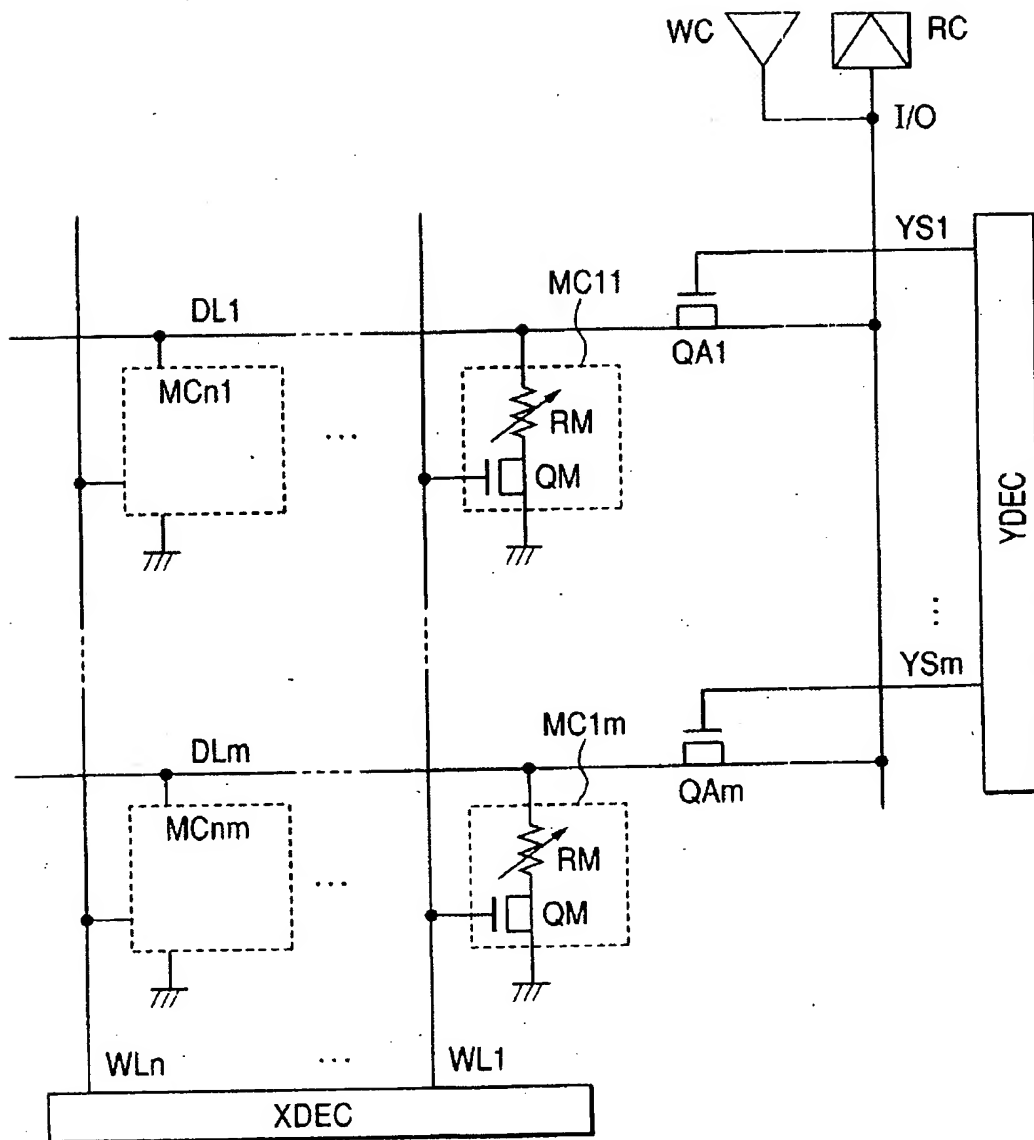 WC
RC
I/O
YS1
MC11
DL1
QA1
MCn1
...
RM
QM
YDEC
...
YSm
MC1m
DLm
QAm
MCnm
...
RM
QM
WLn
...
WL1
XDEC